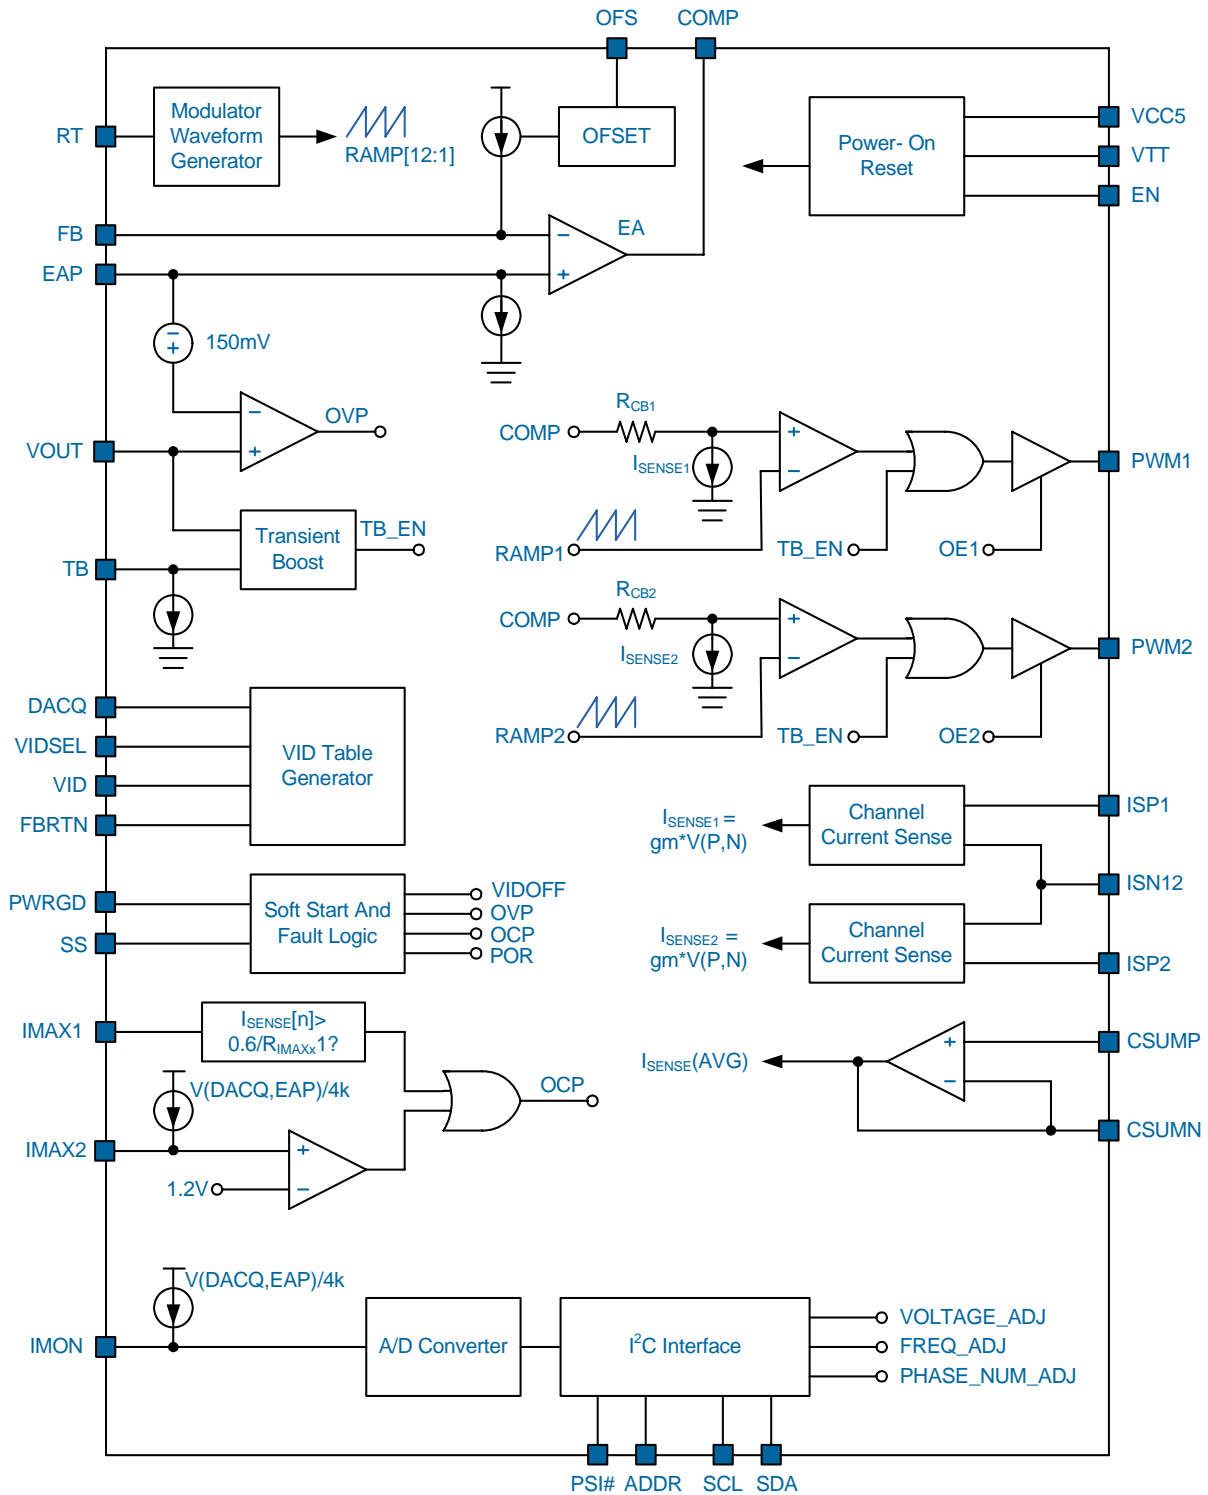 OFS COMP
RT
Modulator
Waveform
Generator
RAMP[12:1]
OFSET
Power- On
Reset
VCC5
VTT
EN
FB
EAP
−
+
EA
−
+
150mV
−
+
OVP
VOUT
TB
Transient
Boost
TB_EN
COMP
RCB1
ISENSE1
+
−
RAMP1
TB_EN
OE1
PWM1
COMP
RCB2
ISENSE2
+
−
RAMP2
TB_EN
OE2
PWM2
DACQ
VIDSEL
VID
FBRTN
VID Table
Generator
ISENSE1 =
gm*V(P,N)
Channel
Current Sense
ISP1
ISN12
ISENSE2 =
gm*V(P,N)
Channel
Current Sense
ISP2
PWRGD
SS
Soft Start And
Fault Logic
VIDOFF
OVP
OCP
POR
IMAX1
ISENSE[n]>
0.6/RIMAXx1?
V(DACQ,EAP)/4k
IMAX2
1.2V
+
−
OCP
ISENSE(AVG)
+
−
CSUMP
CSUMN
V(DACQ,EAP)/4k
IMON
A/D Converter
I2C Interface
VOLTAGE_ADJ
FREQ_ADJ
PHASE_NUM_ADJ
PSI# ADDR SCL SDA